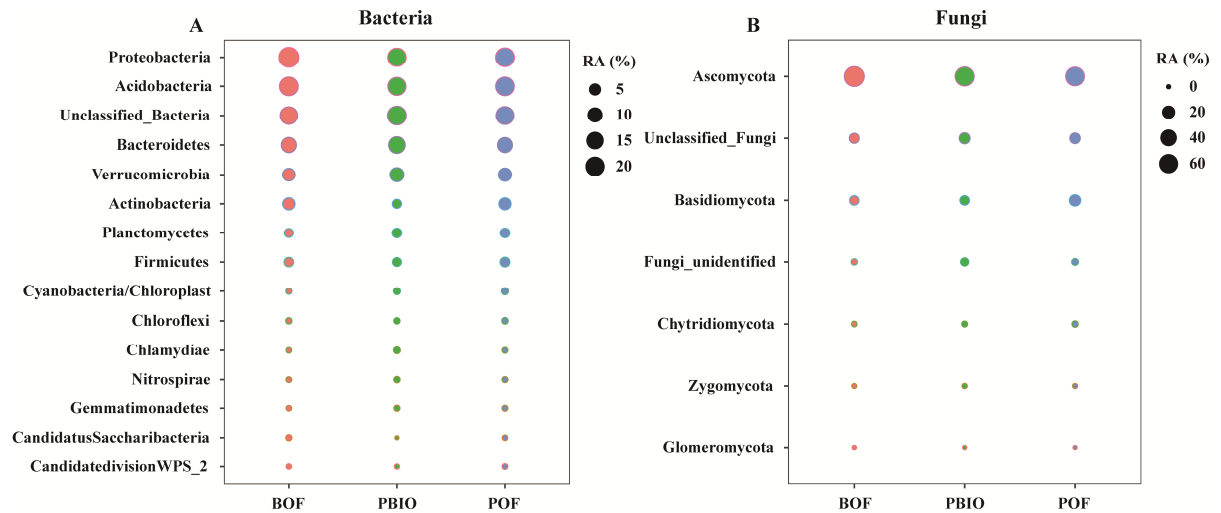 A
Bacteria
Proteobacteria
Acidobacteria
Unclassified_Bacteria
Bacteroidetes
Verrucomicrobia
Actinobacteria
Planctomycetes
Firmicutes
Cyanobacteria/Chloroplast
Chloroflexi
Chlamydiae
Nitrospirae
Gemmatimonadetes
CandidatusSaccharibacteria
CandidatedivisionWPS_2
BOF PBIO POF
RA (%)
5
10
15
20
B
Fungi
Ascomycota
Unclassified_Fungi
Basidiomycota
Fungi_unidentified
Chytridiomycota
Zygomycota
Glomeromycota
BOF PBIO POF
RA (%)
0
20
40
60